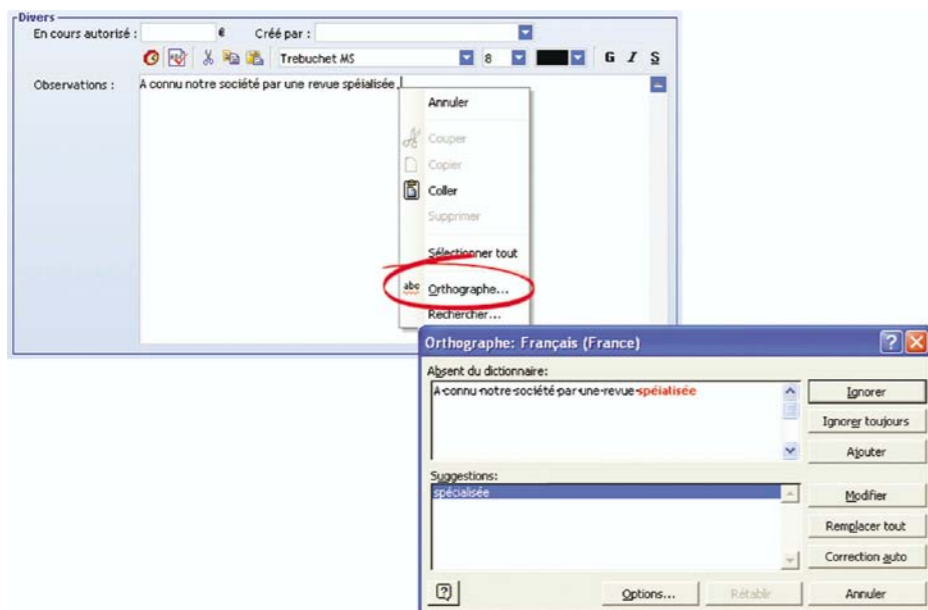 Divers
En cours autorisé : € Créé par :
Trebuchet MS 8 G I S
Observations : A connu notre société par une revue spéialisée,
Annuler
Couper
Copier
Coller
Supprimer
Sélectionner tout
abc Orthographe...
Rechercher...
Orthographe: Français (France)
Absent du dictionnaire:
A connu notre société par une revue spéialisée
Ignorer
Ignorer toujours
Ajouter
Suggestions:
spécialisée
Modifier
Remplacer tout
Correction auto
Options... Rétablir Annuler